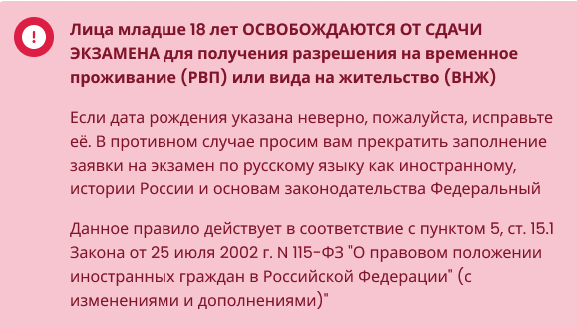 Лица младше 18 лет ОСВОБОЖДАЮТСЯ ОТ СДАЧИ
ЭКЗАМЕНА для получения разрешения на временное
проживание (РВП) или вида на жительство (ВНЖ)
Если дата рождения указана неверно, пожалуйста, исправьте
её. В противном случае просим вам прекратить заполнение
заявки на экзамен по русскому языку как иностранному,
истории России и основам законодательства Федеральный
Данное правило действует в соответствие с пунктом 5, ст. 15.1
Закона от 25 июля 2002 г. N 115-ФЗ "О правовом положении
иностранных граждан в Российской Федерации" (с
изменениями и дополнениями)"